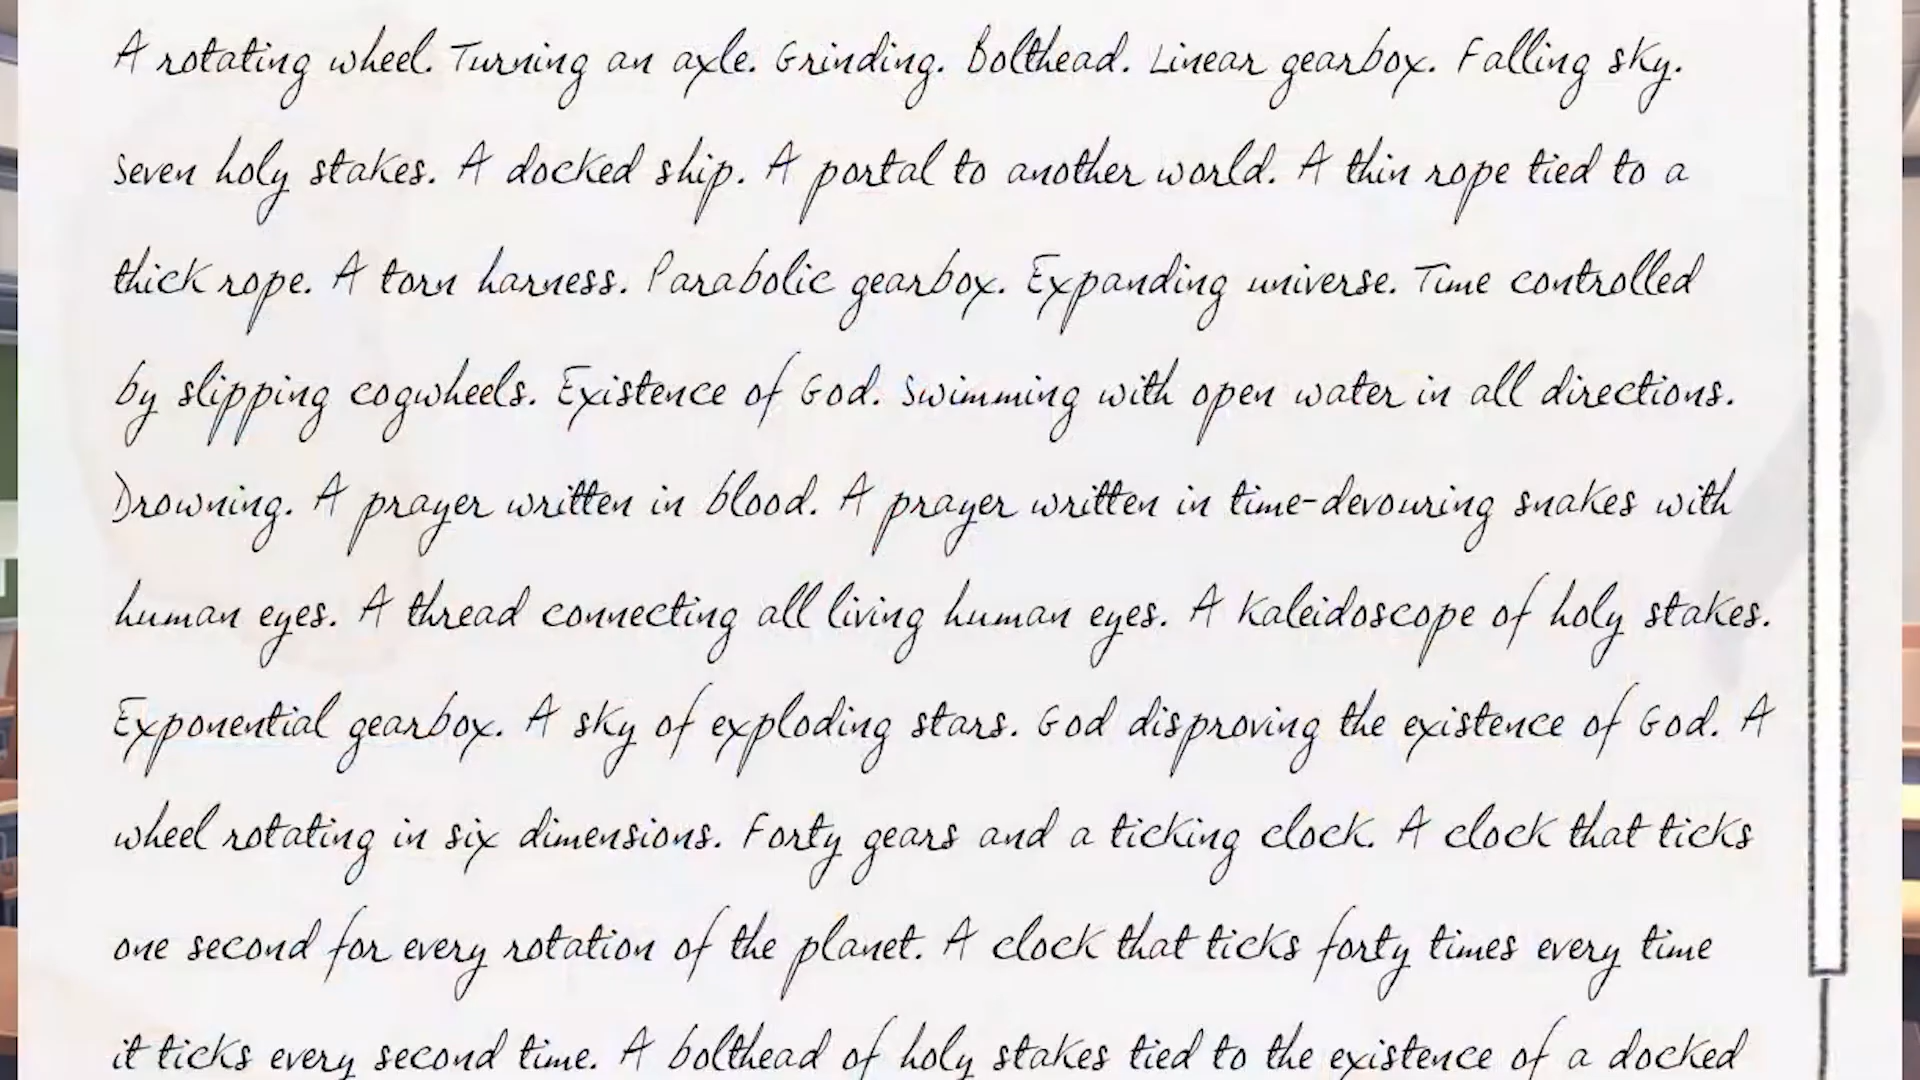 A rotating wheel. Turning an axle. Grinding. Bolthead. Linear gearbox. Falling sky.
Seven holy stakes. A docked ship. A portal to another world. A thin rope tied to a
thick rope. A torn harness. Parabolic gearbox. Expanding universe. Time controlled
by slipping cogwheels. Existence of God. Swimming with open water in all directions.
Drowning. A prayer written in blood. A prayer written in time-devouring snakes with
human eyes. A thread connecting all living human eyes. A kaleidoscope of holy stakes.
Exponential gearbox. A sky of exploding stars. God disproving the existence of God. A
wheel rotating in six dimensions. Forty gears and a ticking clock. A clock that ticks
one second for every rotation of the planet. A clock that ticks forty times every time
it ticks every second time. A bolthead of holy stakes tied to the existence of a docked